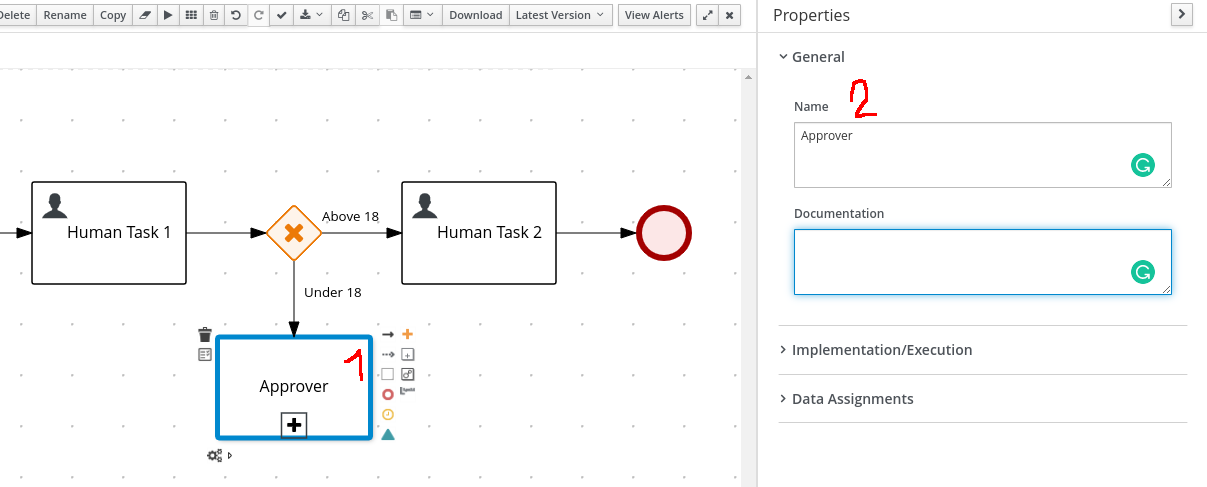 Delete Rename Copy Download Latest Version View Alerts
Properties
General
Name 2
Approver
Documentation
Implementation/Execution
Data Assignments
Human Task 1
Above 18
Human Task 2
Under 18
Approver 1